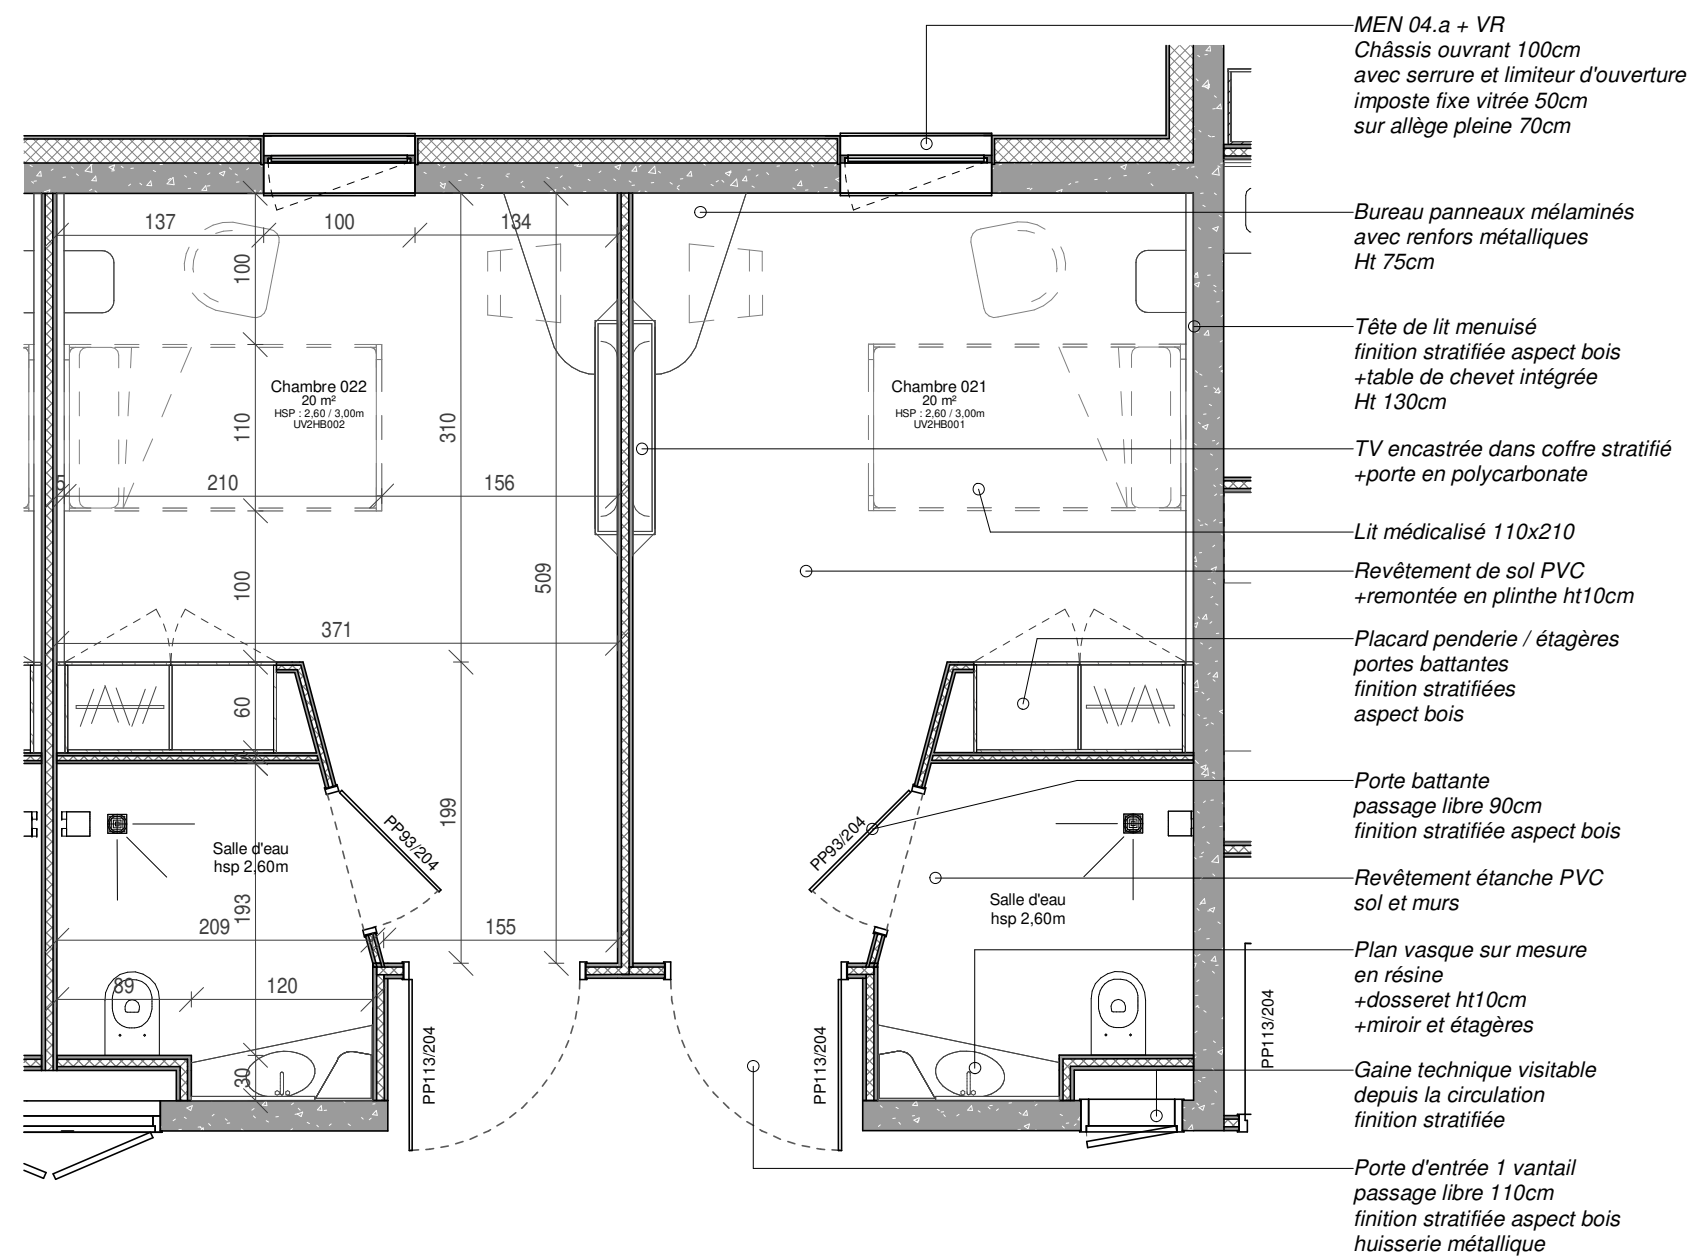 MEN 04.a + VR
Châssis ouvrant 100cm
avec serrure et limiteur d'ouverture
imposte fixe vitrée 50cm
sur allège pleine 70cm
Bureau panneaux mélaminés
avec renfors métalliques
Ht 75cm
Tête de lit menuisé
finition stratifiée aspect bois
+table de chevet intégrée
Ht 130cm
TV encastrée dans coffre stratifié
+porte en polycarbonate
Lit médicalisé 110x210
Revêtement de sol PVC
+remontée en plinthe ht10cm
Placard penderie / étagères
portes battantes
finition stratifiées
aspect bois
Porte battante
passage libre 90cm
finition stratifiée aspect bois
Revêtement étanche PVC
sol et murs
Plan vasque sur mesure
en résine
+dosseret ht10cm
+miroir et étagères
Gaine technique visitable
depuis la circulation
finition stratifiée
Porte d'entrée 1 vantail
passage libre 110cm
finition stratifiée aspect bois
huisserie métallique
137
100
134
100
Chambre 022
20 m²
HSP : 2,60 / 3,00m
UV2HB002
Chambre 021
20 m²
HSP : 2,60 / 3,00m
UV2HB001
110
310
5
210
156
100
509
371
60
199
PP93/204
PP93/204
Salle d'eau
hsp 2,60m
Salle d'eau
hsp 2,60m
193
209
155
89
120
30
PP113/204
PP113/204
PP113/204